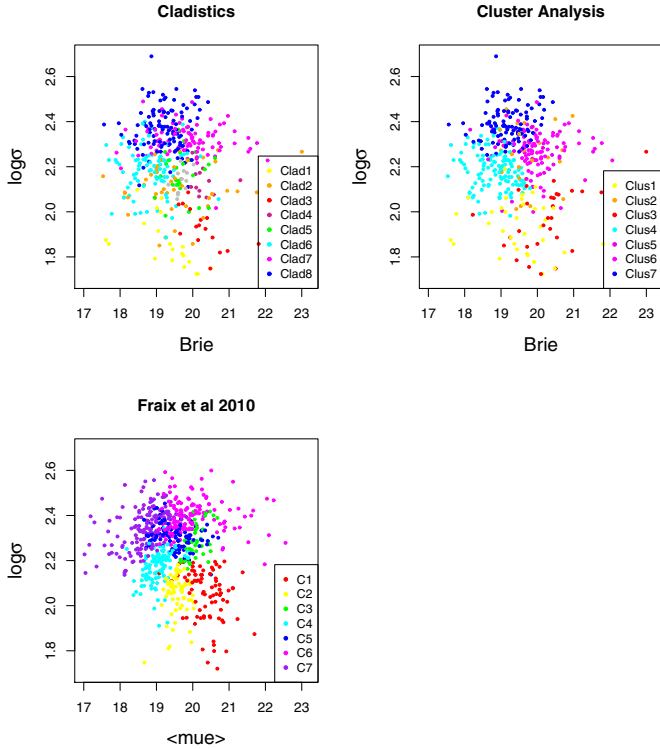 Cladistics
Cluster Analysis
logσ
2.6
2.4
2.2
2.0
1.8
Clad1
Clad2
Clad3
Clad4
Clad5
Clad6
Clad7
Clad8
17 18 19 20 21 22 23
Brie
logσ
2.6
2.4
2.2
2.0
1.8
Clus1
Clus2
Clus3
Clus4
Clus5
Clus6
Clus7
17 18 19 20 21 22 23
Brie
Fraix et al 2010
logσ
2.6
2.4
2.2
2.0
1.8
C1
C2
C3
C4
C5
C6
C7
17 18 19 20 21 22 23
<mue>